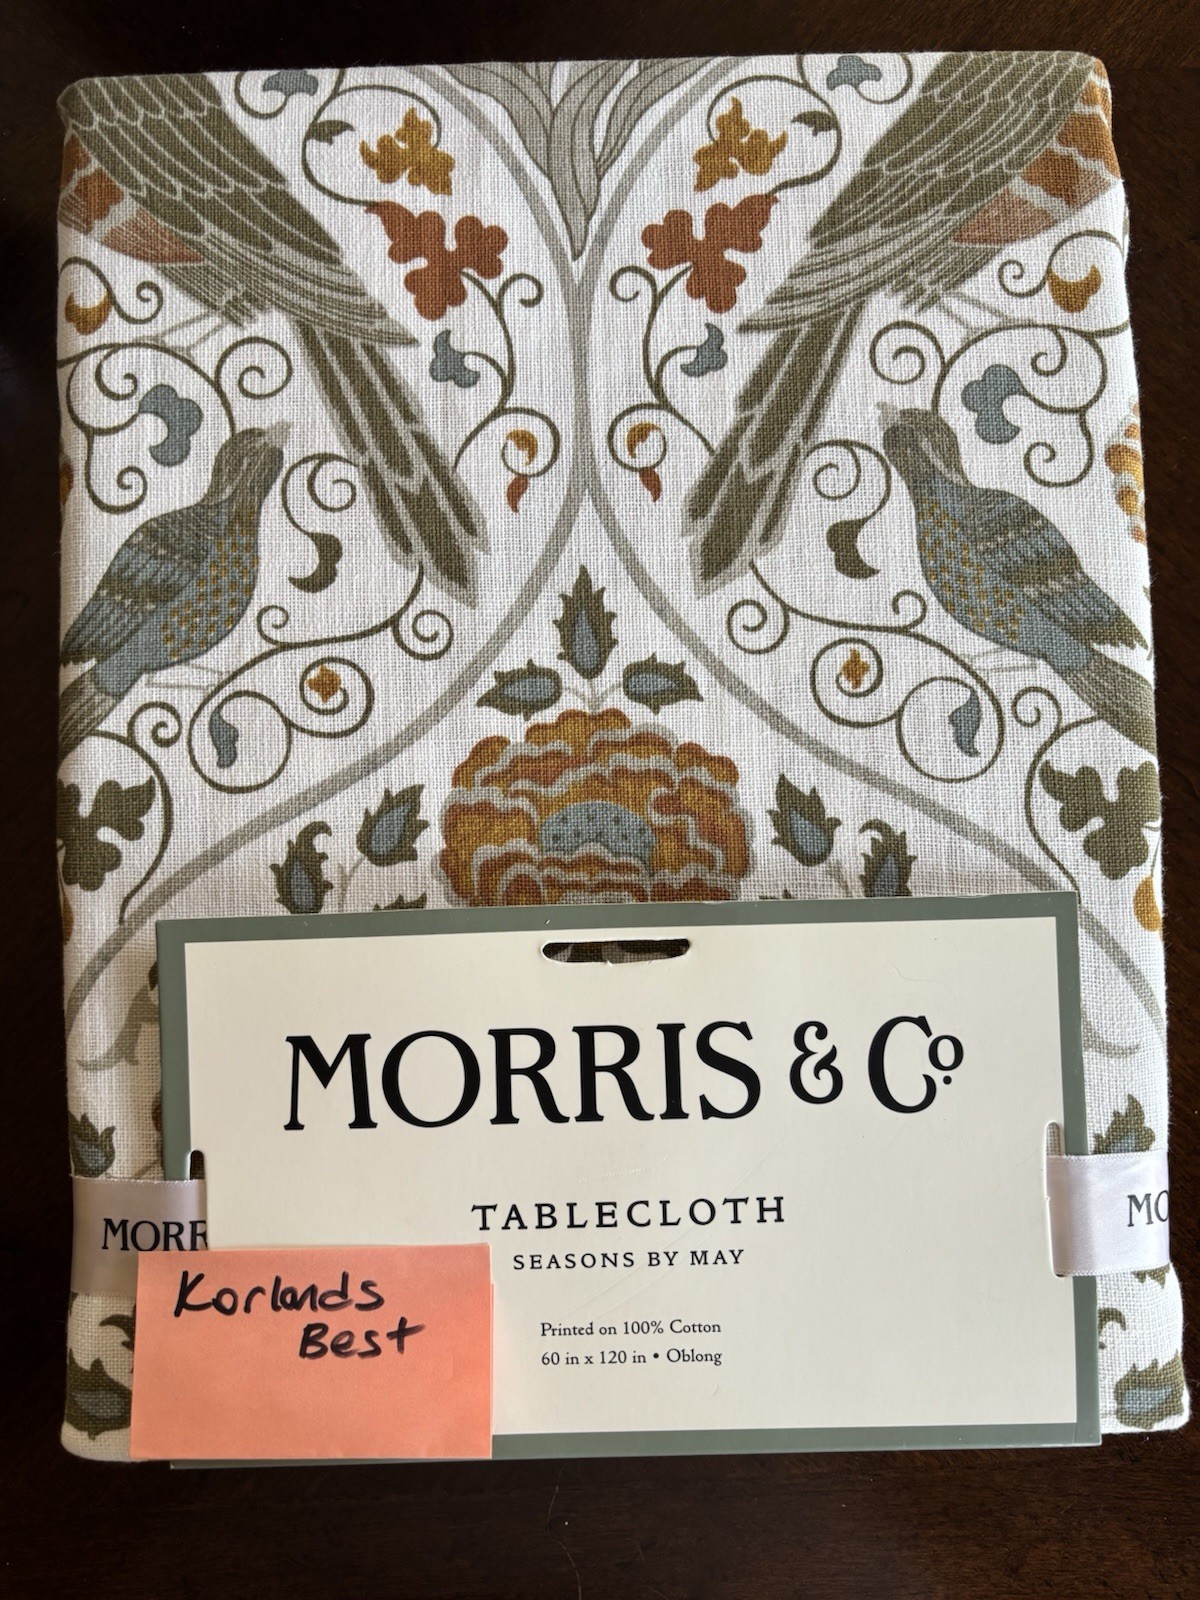 MORRIS & Co.
TABLECLOTH
SEASONS BY MAY
MORR
MO
Korlands
Best
Printed on 100% Cotton
60 in x 120 in • Oblong